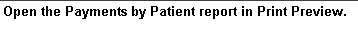 Open the Payments by Patient report in Print Preview.